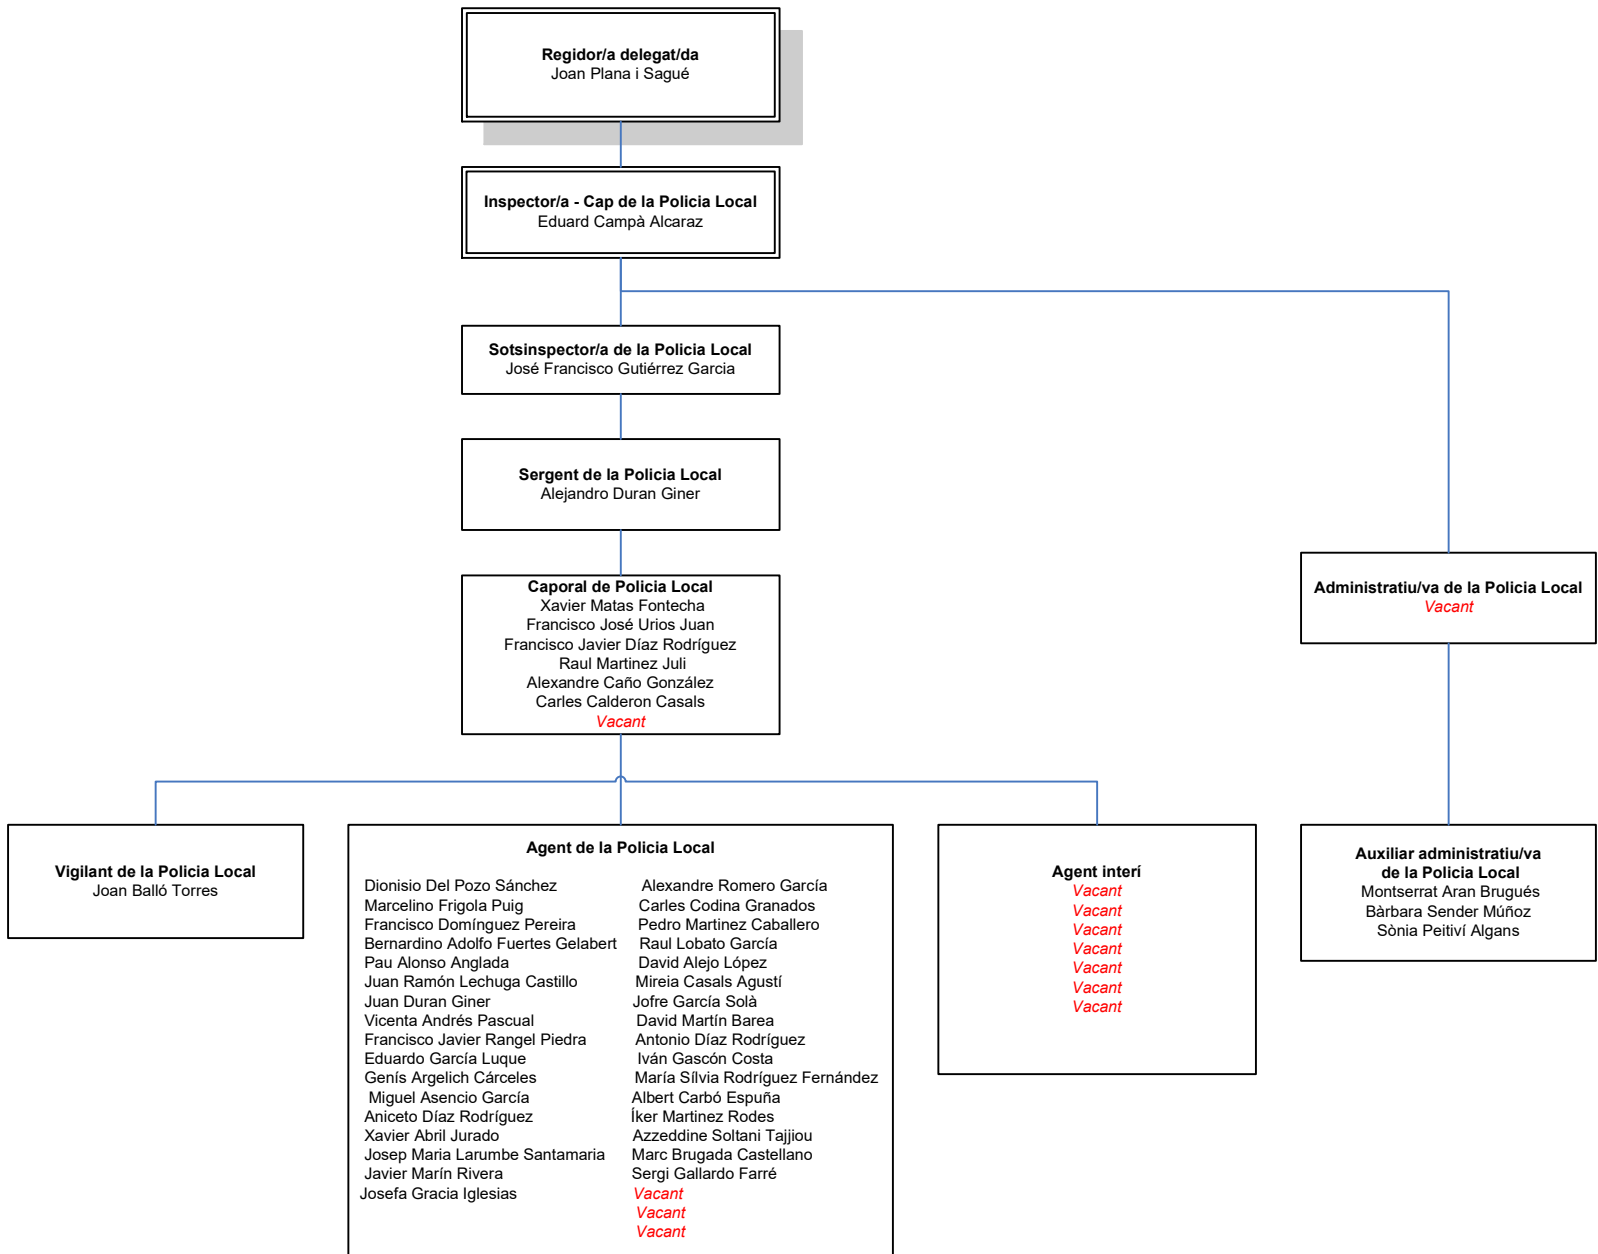 Regidor/a delegat/da
Joan Plana i Sagué
Inspector/a - Cap de la Policia Local
Eduard Campà Alcaraz
Sotsinspector/a de la Policia Local
José Francisco Gutiérrez Garcia
Sergent de la Policia Local
Alejandro Duran Giner
Caporal de Policia Local
Xavier Matas Fontecha
Francisco José Urios Juan
Francisco Javier Díaz Rodríguez
Raul Martinez Juli
Alexandre Caño González
Carles Calderon Casals
Vacant
Administratiu/va de la Policia Local
Vacant
Vigilant de la Policia Local
Joan Balló Torres
Agent de la Policia Local
Dionisio Del Pozo Sánchez
Marcelino Frigola Puig
Francisco Domínguez Pereira
Bernardino Adolfo Fuertes Gelabert
Pau Alonso Anglada
Juan Ramón Lechuga Castillo
Juan Duran Giner
Vicenta Andrés Pascual
Francisco Javier Rangel Piedra
Eduardo García Luque
Genís Argelich Cárceles
Miguel Asencio García
Aniceto Díaz Rodríguez
Xavier Abril Jurado
Josep Maria Larumbe Santamaria
Javier Marín Rivera
Josefa Gracia Iglesias
Alexandre Romero García
Carles Codina Granados
Pedro Martinez Caballero
Raul Lobato García
David Alejo López
Mireia Casals Agustí
Jofre García Solà
David Martín Barea
Antonio Díaz Rodríguez
Iván Gascón Costa
María Sílvia Rodríguez Fernández
Albert Carbó Espuña
Íker Martinez Rodes
Azzeddine Soltani Tajjiou
Marc Brugada Castellano
Sergi Gallardo Farré
Vacant
Vacant
Vacant
Agent interí
Vacant
Vacant
Vacant
Vacant
Vacant
Vacant
Vacant
Auxiliar administratiu/va
de la Policia Local
Montserrat Aran Brugués
Bàrbara Sender Múñoz
Sònia Peitiví Algans